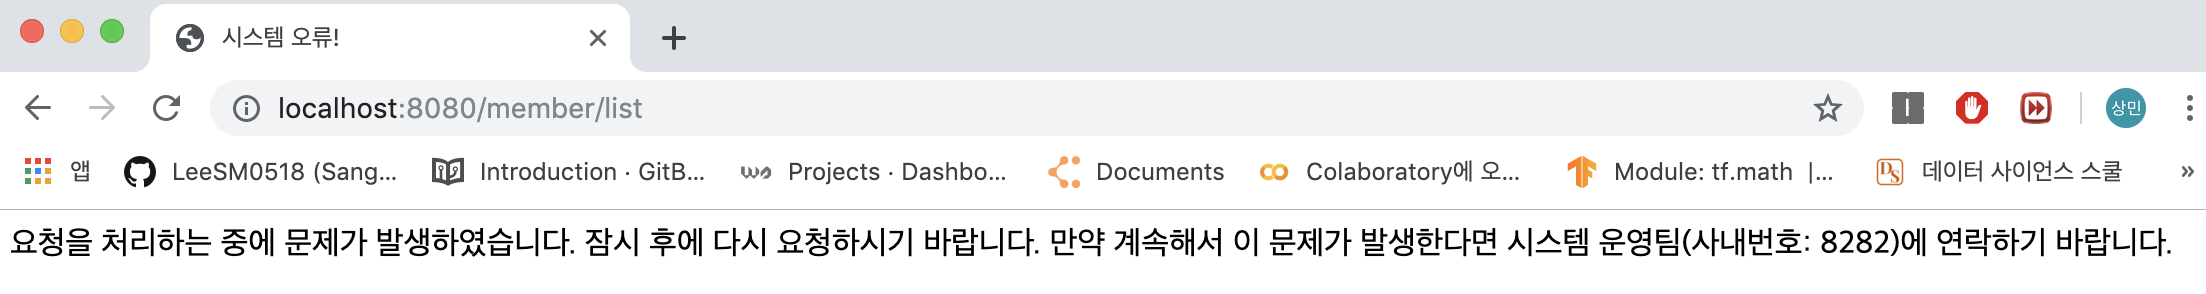 시스템 오류!
localhost:8080/member/list
상민
앱 LeeSM0518 (Sang... Introduction · GitB... Projects · Dashbo... Documents Colaboratory에 오... Module: tf.math |... 데이터 사이언스 스쿨 »
요청을 처리하는 중에 문제가 발생하였습니다. 잠시 후에 다시 요청하시기 바랍니다. 만약 계속해서 이 문제가 발생한다면 시스템 운영팀(사내번호: 8282)에 연락하기 바랍니다.